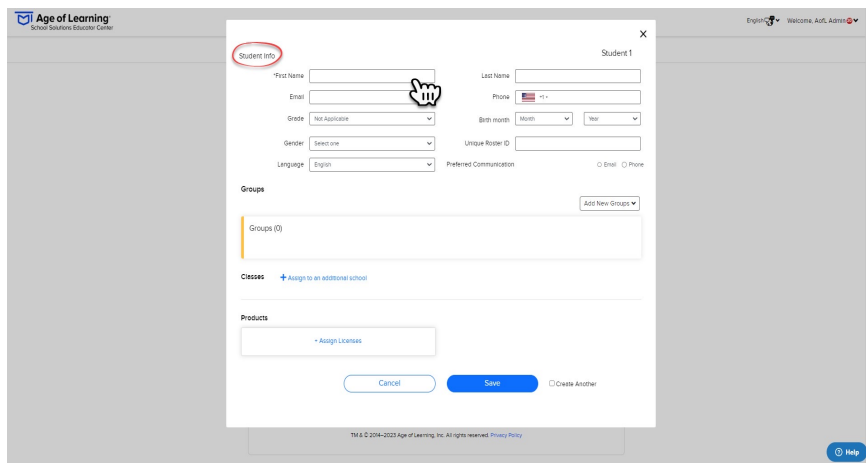 Age of Learning
School Solutions Educator Center
English
Welcome, AofL Admin
X
Student Info
Student 1
*First Name
Last Name
Email
Phone
+1
Grade
Not Applicable
Birth month
Month
Year
Gender
Select one
Unique Roster ID
Language
English
Preferred Communication
Email
Phone
Groups
Add New Groups
Groups (0)
Classes
+ Assign to an additional school
Products
+ Assign Licenses
Cancel
Save
Create Another
TM & © 2014–2023 Age of Learning, Inc. All rights reserved. Privacy Policy
? Help